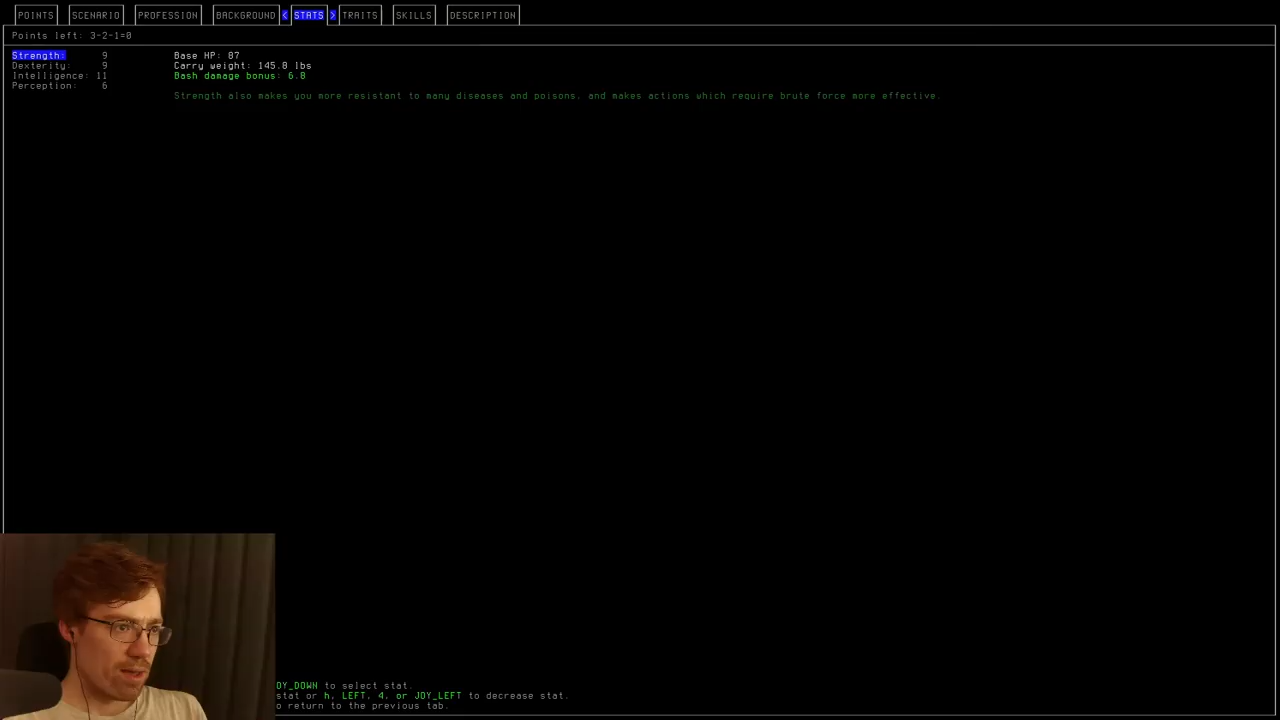 POINTS SCENARIO PROFESSION BACKGROUND < STATS > TRAITS SKILLS DESCRIPTION
Points left: 3-2-1=0
Strength: 9 Base HP: 87
Dexterity: 9 Carry weight: 145.8 lbs
Intelligence: 11 Bash damage bonus: 6.8
Perception: 6
Strength also makes you more resistant to many diseases and poisons, and makes actions which require brute force more effective.
OY_DOWN to select stat.
stat or h, LEFT, 4, or JOY_LEFT to decrease stat.
o return to the previous tab.